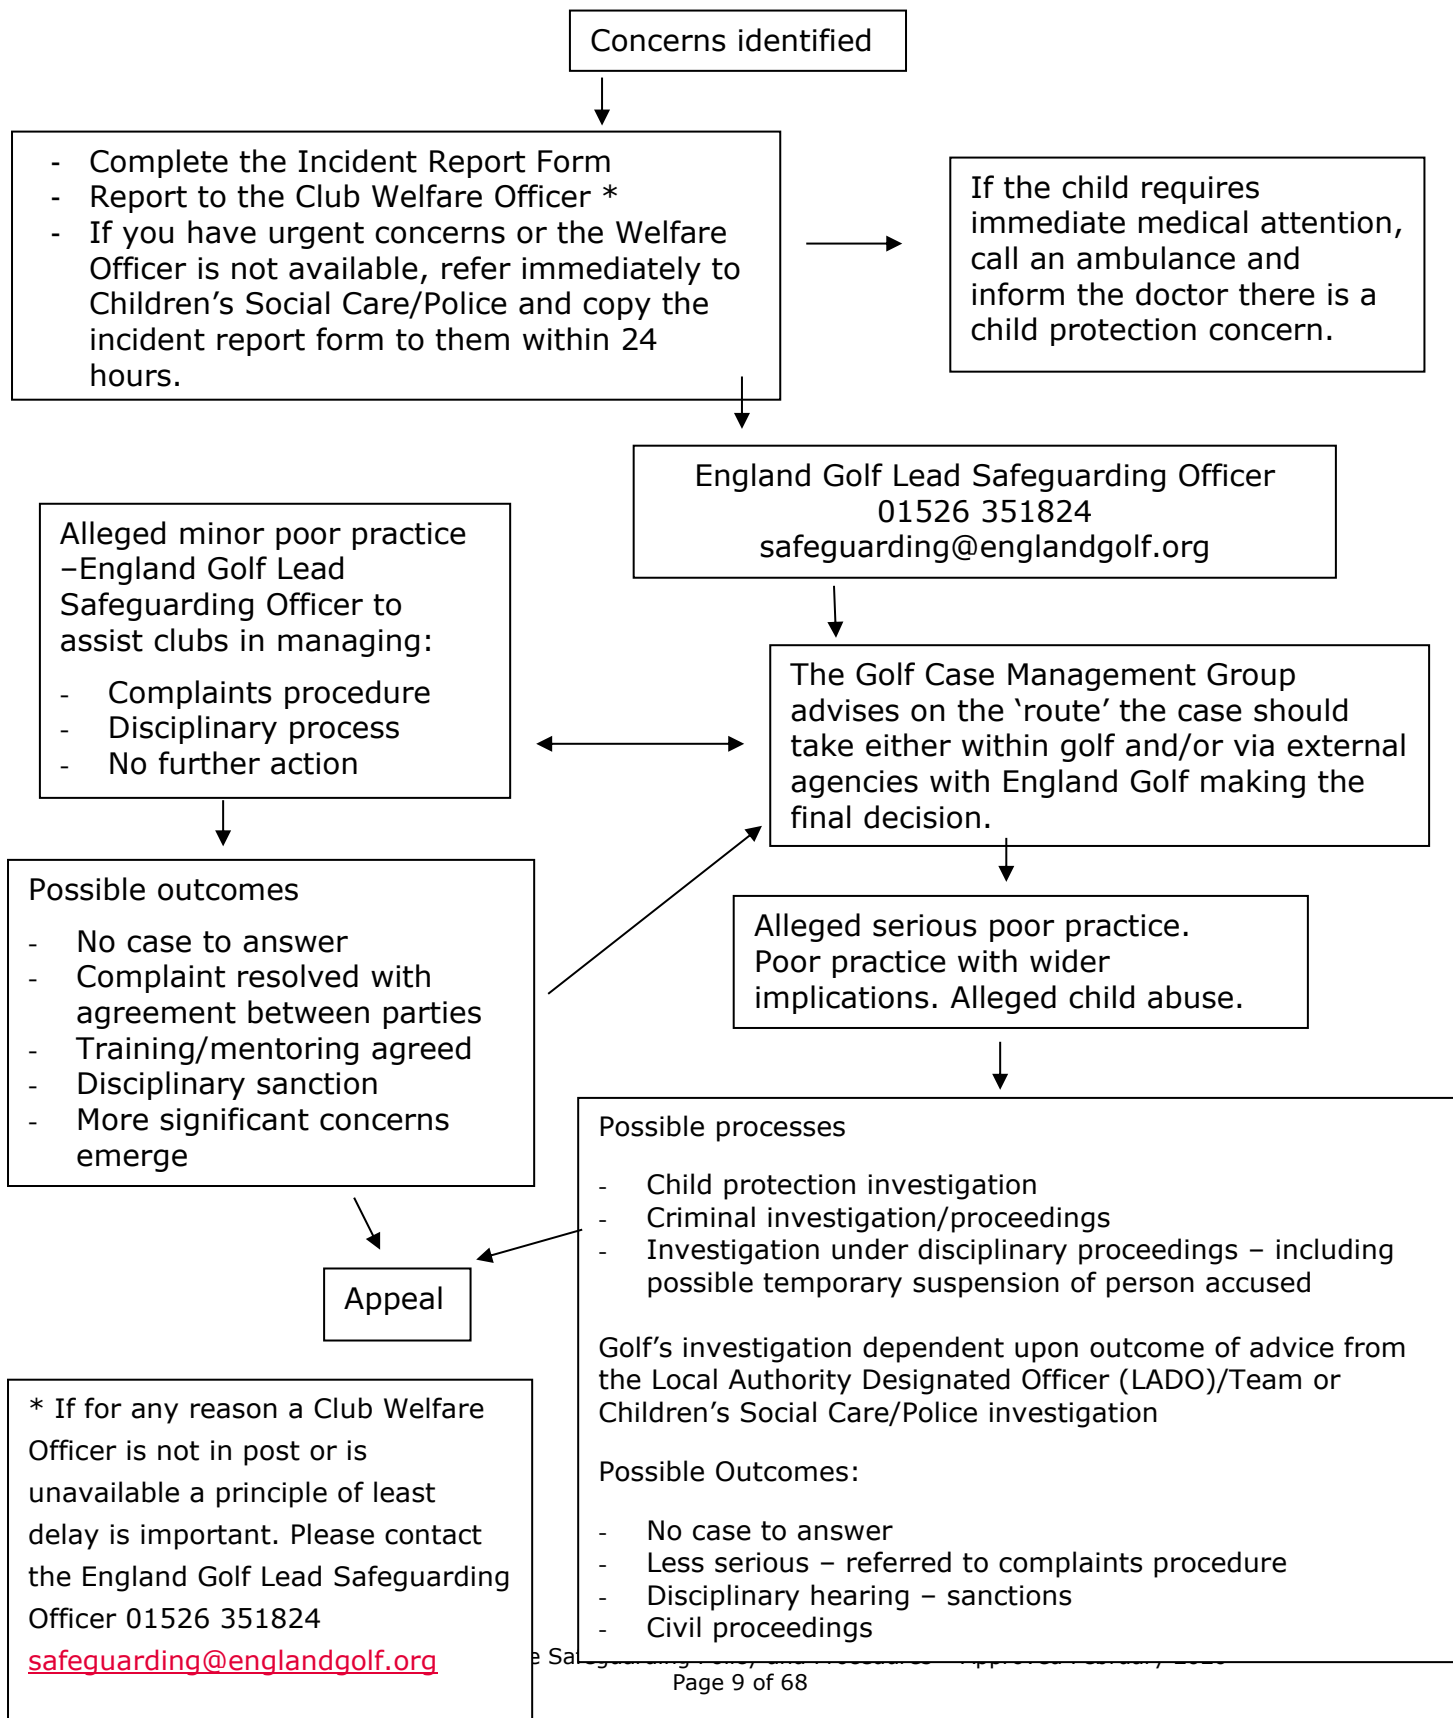 Concerns identified
- Complete the Incident Report Form
- Report to the Club Welfare Officer *
- If you have urgent concerns or the Welfare
Officer is not available, refer immediately to
Children’s Social Care/Police and copy the
incident report form to them within 24
hours.
If the child requires
immediate medical attention,
call an ambulance and
inform the doctor there is a
child protection concern.
England Golf Lead Safeguarding Officer
01526 351824
safeguarding@englandgolf.org
Alleged minor poor practice
–England Golf Lead
Safeguarding Officer to
assist clubs in managing:
- Complaints procedure
- Disciplinary process
- No further action
The Golf Case Management Group
advises on the ‘route’ the case should
take either within golf and/or via external
agencies with England Golf making the
final decision.
Possible outcomes
- No case to answer
- Complaint resolved with
agreement between parties
- Training/mentoring agreed
- Disciplinary sanction
- More significant concerns
emerge
Alleged serious poor practice.
Poor practice with wider
implications. Alleged child abuse.
Possible processes
- Child protection investigation
- Criminal investigation/proceedings
- Investigation under disciplinary proceedings – including
possible temporary suspension of person accused
Golf’s investigation dependent upon outcome of advice from
the Local Authority Designated Officer (LADO)/Team or
Children’s Social Care/Police investigation
Possible Outcomes:
- No case to answer
- Less serious – referred to complaints procedure
- Disciplinary hearing – sanctions
- Civil proceedings
Appeal
* If for any reason a Club Welfare
Officer is not in post or is
unavailable a principle of least
delay is important. Please contact
the England Golf Lead Safeguarding
Officer 01526 351824
safeguarding@englandgolf.org
Page 9 of 68